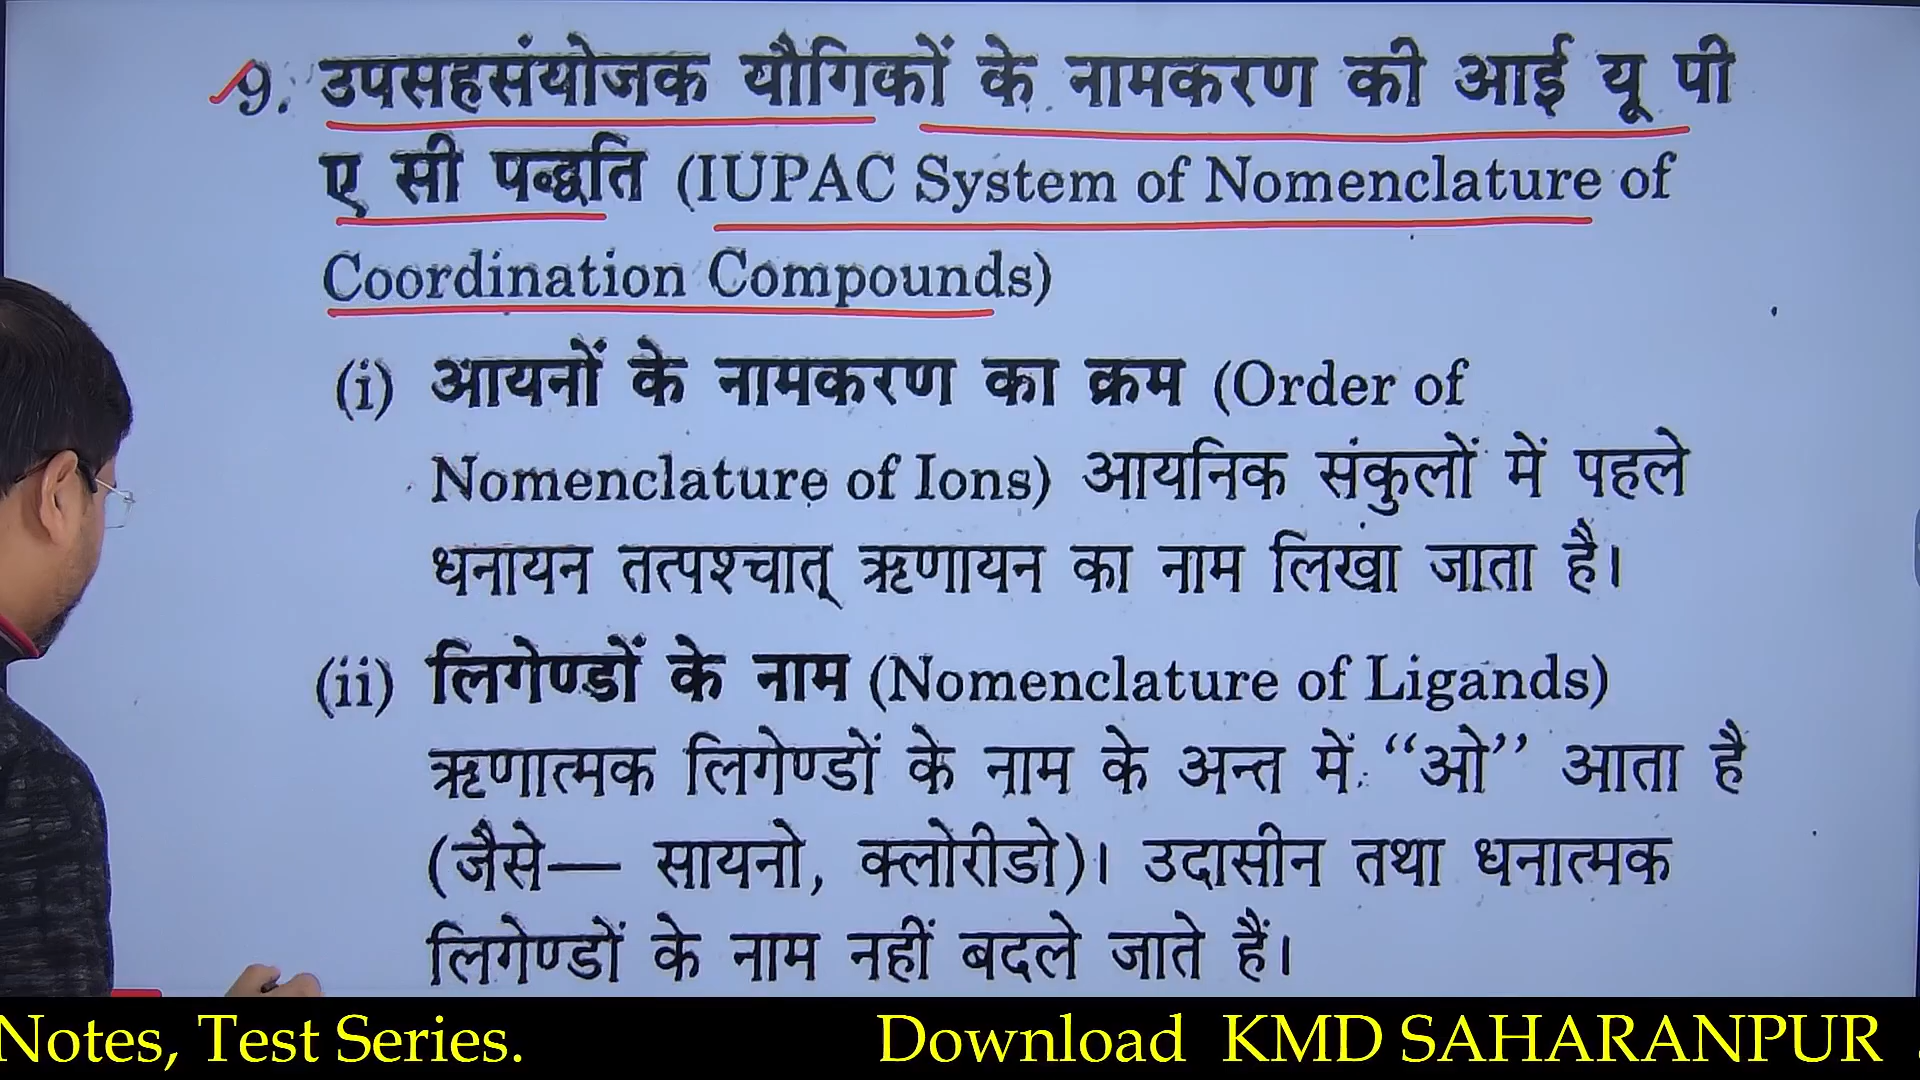 9. उपसहसंयोजक यौगिकों के नामकरण की आई यू पी
ए सी पद्धति (IUPAC System of Nomenclature of
Coordination Compounds)
(i) आयनों के नामकरण का क्रम (Order of
Nomenclature of Ions) आयनिक संकुलों में पहले
धनायन तत्पश्चात् ऋणायन का नाम लिखा जाता है।
(ii) लिगेण्डों के नाम (Nomenclature of Ligands)
ऋणात्मक लिगेण्डों के नाम के अन्त में “ओ” आता है
(जैसे— सायनो, क्लोरीडो)। उदासीन तथा धनात्मक
लिगेण्डों के नाम नहीं बदले जाते हैं।
Notes, Test Series. Download KMD SAHARANPUR